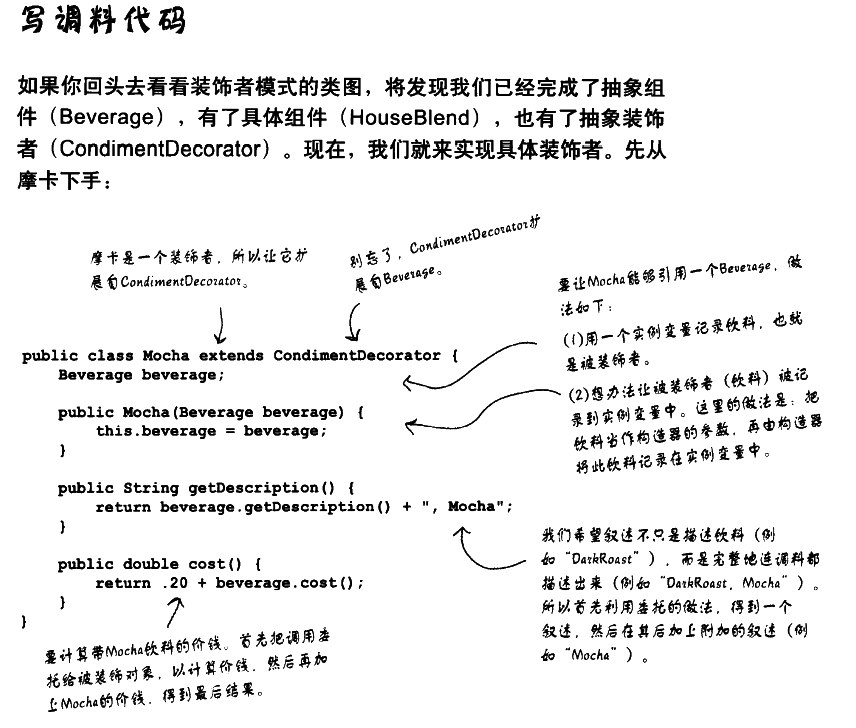 写调料代码
如果你回头去看看装饰者模式的类图，将发现我们已经完成了抽象组
件（Beverage），有了具体组件（HouseBlend），也有了抽象装饰
者（CondimentDecorator）。现在，我们就来实现具体装饰者。先从
摩卡下手：
摩卡是一个装饰者，所以让它扩
展自CondimentDecorator。
别忘了，CondimentDecorator扩
展自Beverage。
要让Mocha能够引用一个Beverage，做
法如下：
(1)用一个实例变量记录饮料，也就
是被装饰者。
(2)想办法让被装饰者（饮料）被记
录到实例变量中。这里的做法是：把
饮料当作构造器的参数，再由构造器
将此饮料记录在实例变量中。
public class Mocha extends CondimentDecorator {
Beverage beverage;
public Mocha(Beverage beverage) {
this.beverage = beverage;
}
public String getDescription() {
return beverage.getDescription() + ", Mocha";
}
public double cost() {
return .20 + beverage.cost();
}
}
我们希望叙述不只是描述饮料（例
如“DarkRoast”），而是完整地连调料都
描述出来（例如“DarkRoast, Mocha”）。
所以首先利用委托的做法，得到一个
叙述，然后在其后加上附加的叙述（例
如“Mocha”）。
要计算带Mocha饮料的价钱。首先把调用委
托给被装饰对象，以计算价钱，然后再加
上Mocha的价钱，得到最后结果。